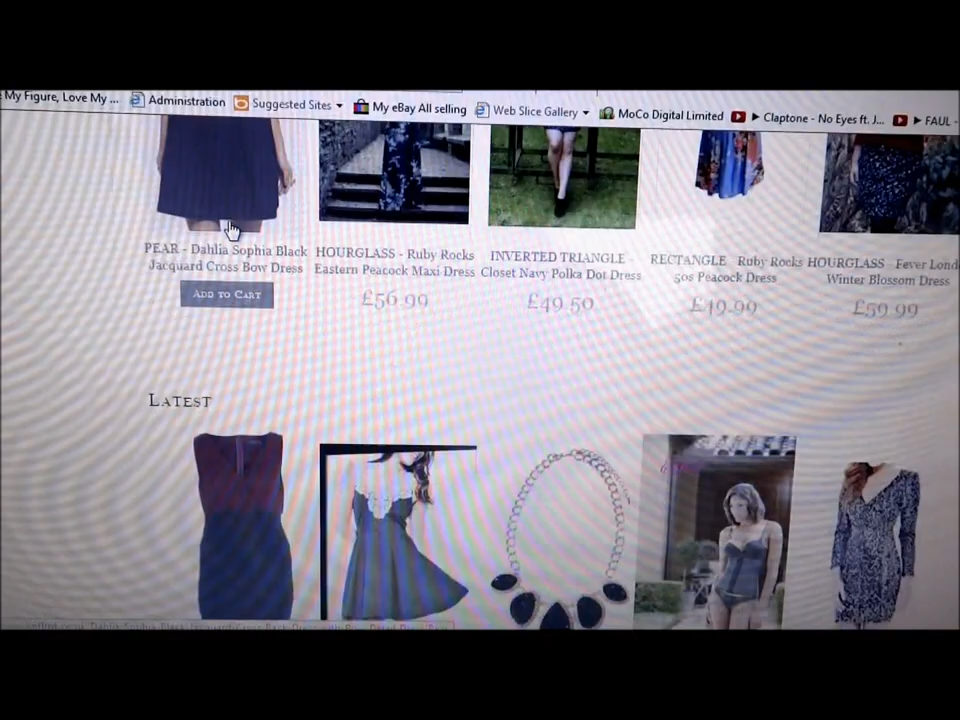 My Figure, Love My ...
Administration
Suggested Sites
My eBay All selling
Web Slice Gallery
MoCo Digital Limited
Claptone - No Eyes ft. J...
FAUL -
PEAR - Dahlia Sophia Black
Jacquard Cross Bow Dress
ADD TO CART
HOURGLASS - Ruby Rocks
Eastern Peacock Maxi Dress
£56.99
INVERTED TRIANGLE -
Closet Navy Polka Dot Dress
£49.50
RECTANGLE Ruby Rocks
50s Peacock Dress
£49.99
HOURGLASS Fever Lond
Winter Blossom Dress
£59.99
LATEST